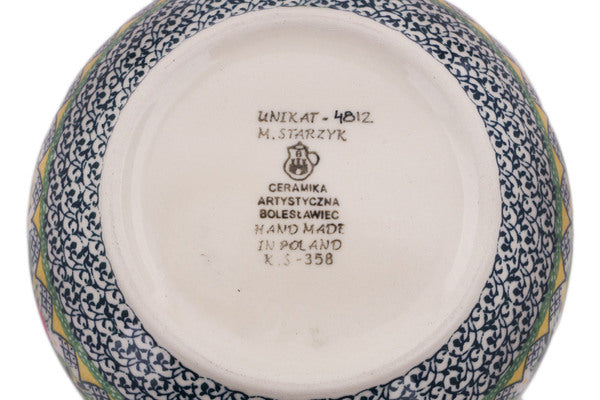 UNIKAT - 4812
M. STARZYK
CERAMIKA
ARTYSTYCZNA
BOLESŁAWIEC
HAND MADE
IN POLAND
K.S-358